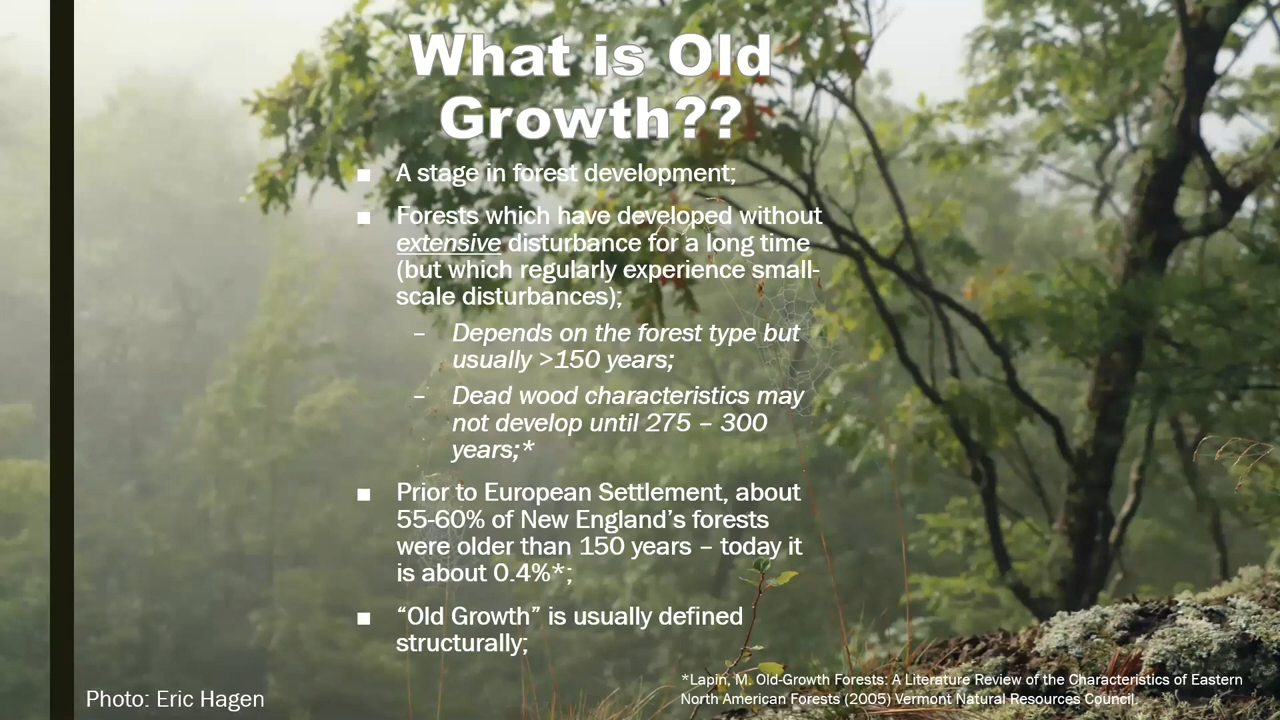 What is Old
Growth??
■ A stage in forest development;
■ Forests which have developed without
extensive disturbance for a long time
(but which regularly experience small-
scale disturbances);
– Depends on the forest type but
usually >150 years;
– Dead wood characteristics may
not develop until 275 – 300
years;*
■ Prior to European Settlement, about
55-60% of New England’s forests
were older than 150 years – today it
is about 0.4%*;
■ “Old Growth” is usually defined
structurally;
Photo: Eric Hagen
*Lapin, M. Old-Growth Forests: A Literature Review of the Characteristics of Eastern
North American Forests (2005) Vermont Natural Resources Council.